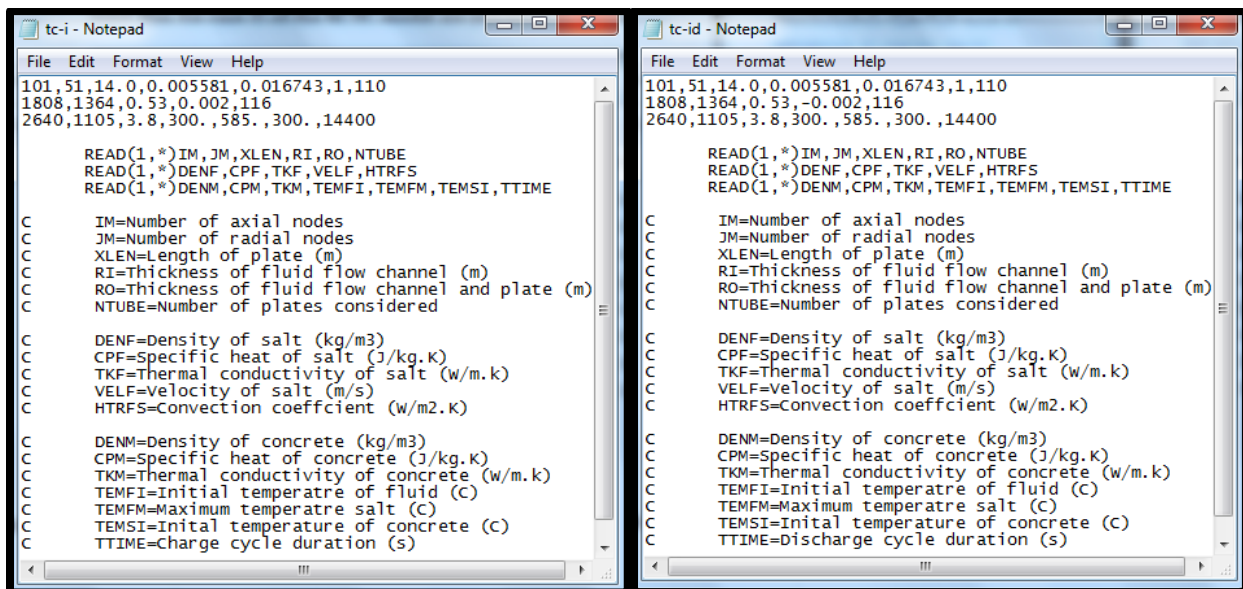 tc-i - Notepad
File Edit Format View Help
101,51,14.0,0.005581,0.016743,1,110
1808,1364,0.53,0.002,116
2640,1105,3.8,300.,585.,300.,14400
READ(1,*)IM,JM,XLEN,RI,RO,NTUBE
READ(1,*)DENF,CPF,TKF,VELF,HTRFS
READ(1,*)DENM,CPM,TKM,TEMFI,TEMFM,TEMSI,TTIME
C IM=Number of axial nodes
C JM=Number of radial nodes
C XLEN=Length of plate (m)
C RI=Thickness of fluid flow channel (m)
C RO=Thickness of fluid flow channel and plate (m)
C NTUBE=Number of plates considered
C DENF=Density of salt (kg/m3)
C CPF=Specific heat of salt (J/kg.K)
C TKF=Thermal conductivity of salt (W/m.k)
C VELF=Velocity of salt (m/s)
C HTRFS=Convection coeffcient (W/m2.K)
C DENM=Density of concrete (kg/m3)
C CPM=Specific heat of concrete (J/kg.K)
C TKM=Thermal conductivity of concrete (W/m.k)
C TEMFI=Initial temperatre of fluid (C)
C TEMFM=Maximum temperatre salt (C)
C TEMSI=Inital temperature of concrete (C)
C TTIME=Charge cycle duration (s)
tc-id - Notepad
File Edit Format View Help
101,51,14.0,0.005581,0.016743,1,110
1808,1364,0.53,-0.002,116
2640,1105,3.8,300.,585.,300.,14400
READ(1,*)IM,JM,XLEN,RI,RO,NTUBE
READ(1,*)DENF,CPF,TKF,VELF,HTRFS
READ(1,*)DENM,CPM,TKM,TEMFI,TEMFM,TEMSI,TTIME
C IM=Number of axial nodes
C JM=Number of radial nodes
C XLEN=Length of plate (m)
C RI=Thickness of fluid flow channel (m)
C RO=Thickness of fluid flow channel and plate (m)
C NTUBE=Number of plates considered
C DENF=Density of salt (kg/m3)
C CPF=Specific heat of salt (J/kg.K)
C TKF=Thermal conductivity of salt (W/m.k)
C VELF=Velocity of salt (m/s)
C HTRFS=Convection coeffcient (W/m2.K)
C DENM=Density of concrete (kg/m3)
C CPM=Specific heat of concrete (J/kg.K)
C TKM=Thermal conductivity of concrete (W/m.k)
C TEMFI=Initial temperatre of fluid (C)
C TEMFM=Maximum temperatre salt (C)
C TEMSI=Inital temperature of concrete (C)
C TTIME=Discharge cycle duration (s)